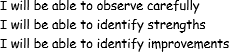 I will be able to observe carefully
I will be able to identify strengths
I will be able to identify improvements